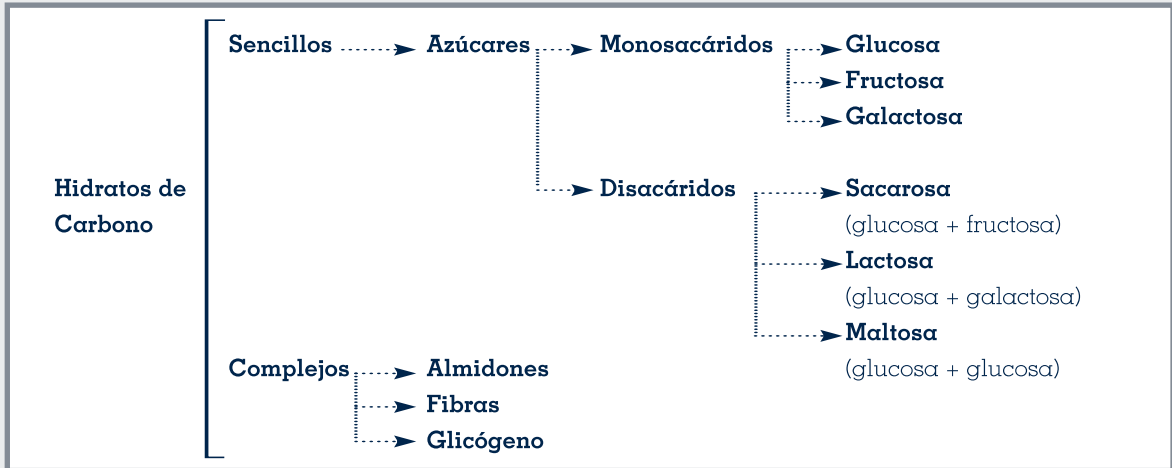 Sencillos
Azúcares
Monosacáridos
Glucosa
Fructosa
Galactosa
Hidratos de
Carbono
Disacáridos
Sacarosa
(glucosa + fructosa)
Lactosa
(glucosa + galactosa)
Maltosa
(glucosa + glucosa)
Complejos
Almidones
Fibras
Glicógeno